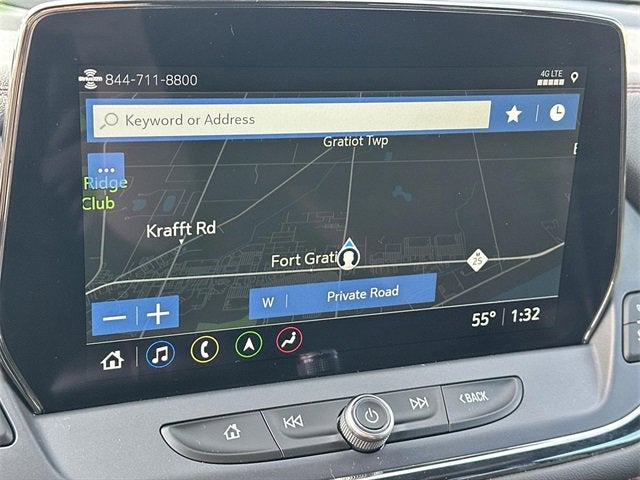 844-711-8800
4G LTE
Keyword or Address
Gratiot Twp
Ridge
Club
Krafft Rd
Fort Grati
25
W
Private Road
55° 1:32
BACK